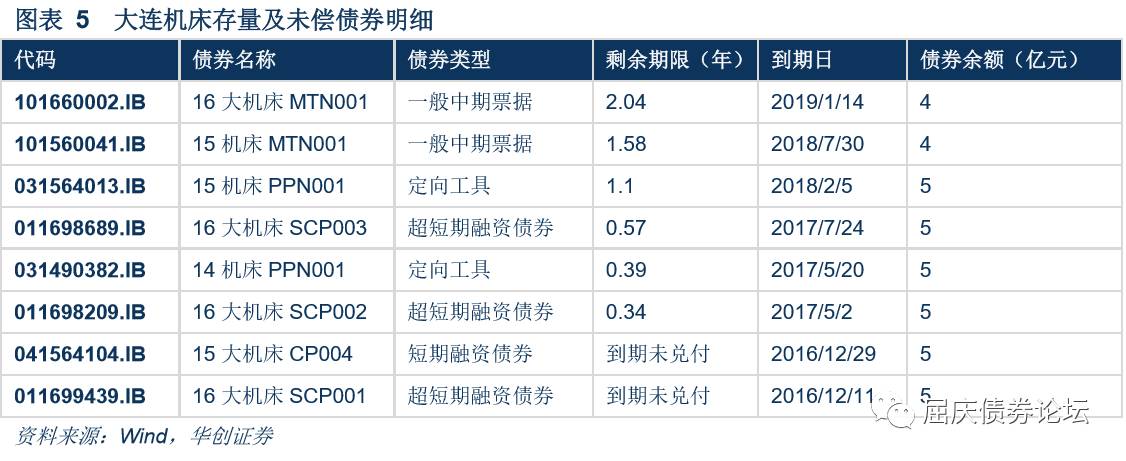 图表 5 大连机床存量及未偿债券明细
代码 债券名称 债券类型 剩余期限（年） 到期日 债券余额（亿元）
101660002.IB 16 大机床 MTN001 一般中期票据 2.04 2019/1/14 4
101560041.IB 15 机床 MTN001 一般中期票据 1.58 2018/7/30 4
031564013.IB 15 机床 PPN001 定向工具 1.1 2018/2/5 5
011698689.IB 16 大机床 SCP003 超短期融资债券 0.57 2017/7/24 5
031490382.IB 14 机床 PPN001 定向工具 0.39 2017/5/20 5
011698209.IB 16 大机床 SCP002 超短期融资债券 0.34 2017/5/2 5
041564104.IB 15 大机床 CP004 短期融资债券 到期未兑付 2016/12/29 5
011699439.IB 16 大机床 SCP001 超短期融资债券 到期未兑付 2016/12/11 5
屈庆债券论坛
资料来源：Wind，华创证券